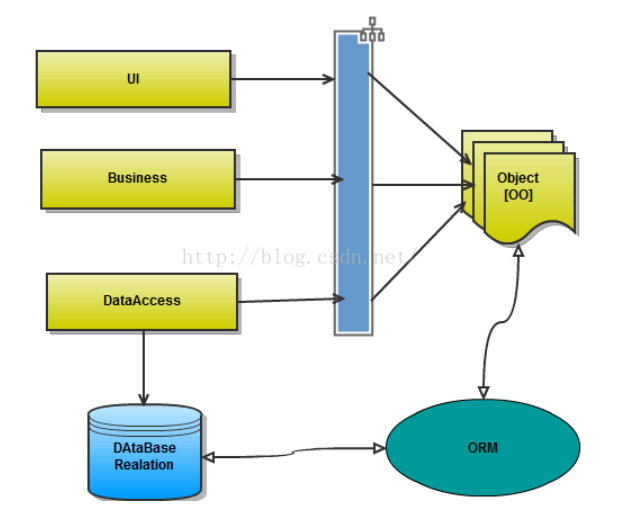 UI
Business
Object
[OO]
http://blog.csdn.net/
DataAccess
DAtaBase
Realation
ORM